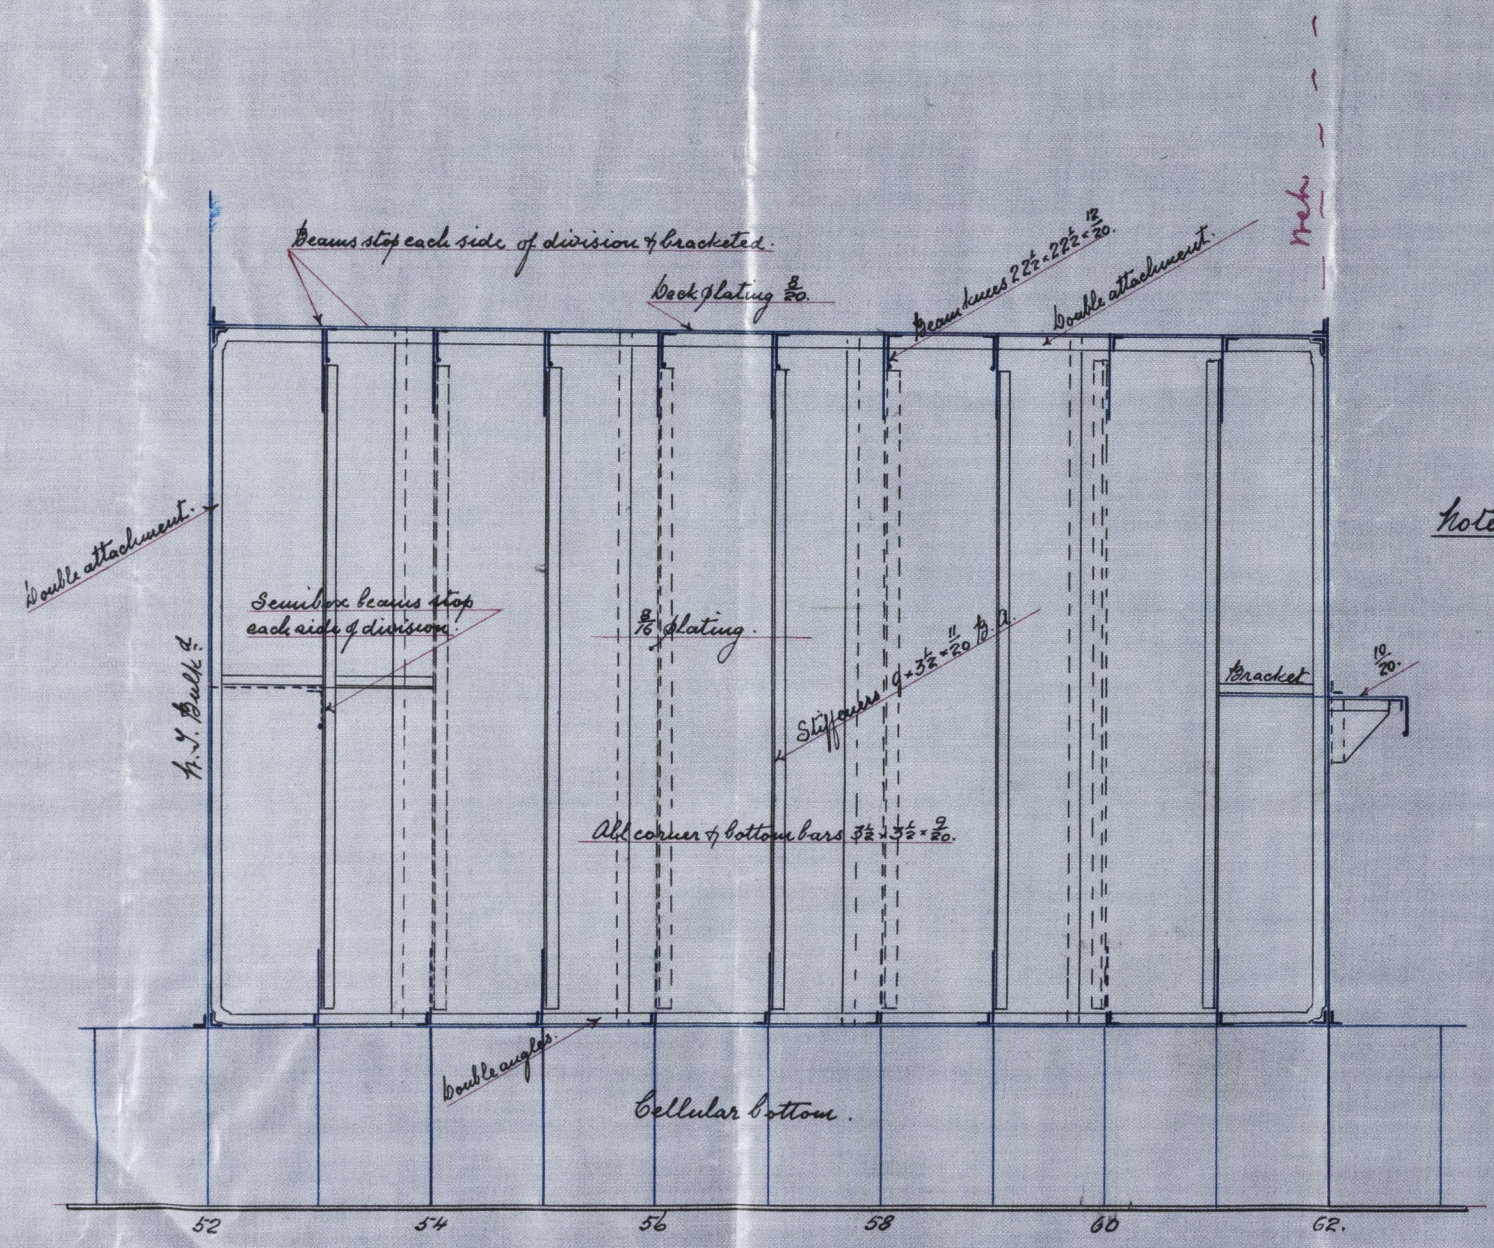 Beams stop each side of division & bracketed.
Deck plating 8/20.
Beam knees 22½ × 22½ × 12/20.
Double attachment.
Double attachment.
Semibox beams stop
each side of division.
8/16 plating.
Stiffeners 9 × 3½ × 11/20 B.A.
Bracket
10/20.
W.T. Bulkᵈ
Note
All corner & bottom bars 3½ × 3½ × 9/20.
Double angles.
Cellular bottom.
52 54 56 58 60 62.